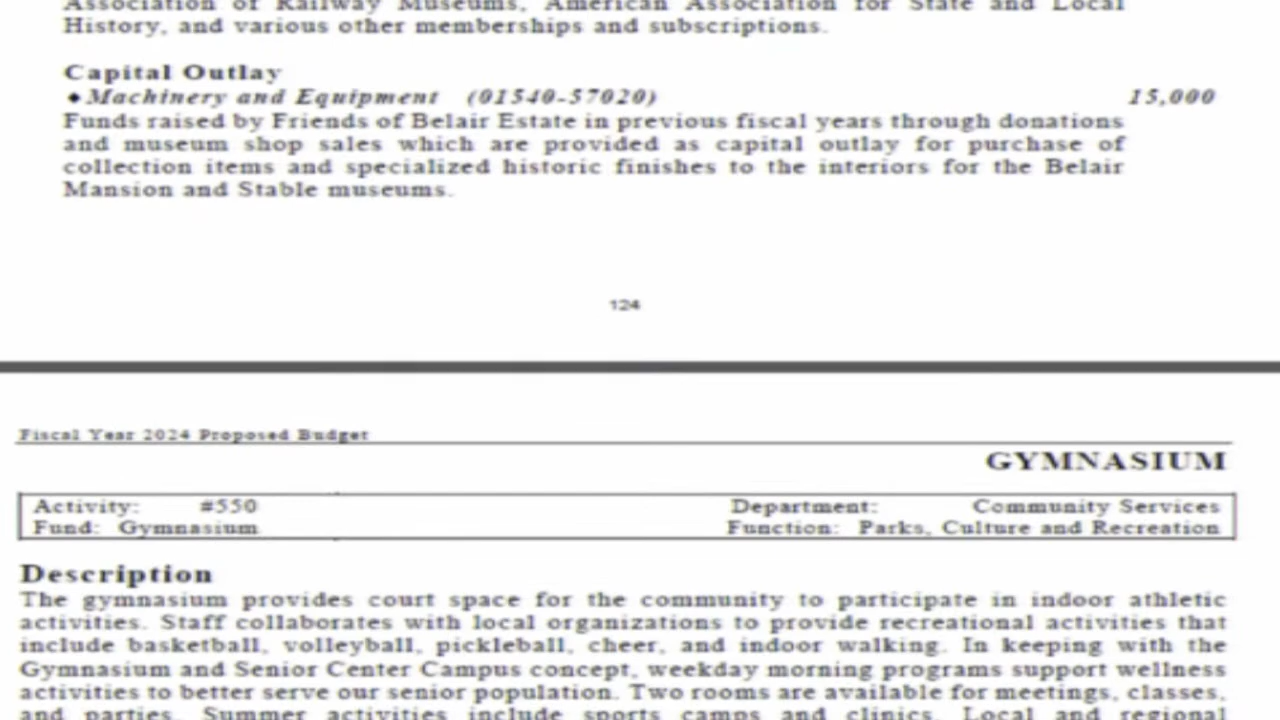 Association of Railway Museums, American Association for State and Local
History, and various other memberships and subscriptions.
Capital Outlay
◆Machinery and Equipment (01540-57020) 15,000
Funds raised by Friends of Belair Estate in previous fiscal years through donations
and museum shop sales which are provided as capital outlay for purchase of
collection items and specialized historic finishes to the interiors for the Belair
Mansion and Stable museums.
124
Fiscal Year 2024 Proposed Budget
GYMNASIUM
Activity: #550 Department: Community Services
Fund: Gymnasium Function: Parks, Culture and Recreation
Description
The gymnasium provides court space for the community to participate in indoor athletic
activities. Staff collaborates with local organizations to provide recreational activities that
include basketball, volleyball, pickleball, cheer, and indoor walking. In keeping with the
Gymnasium and Senior Center Campus concept, weekday morning programs support wellness
activities to better serve our senior population. Two rooms are available for meetings, classes,
and parties. Summer activities include sports camps and clinics. Local and regional